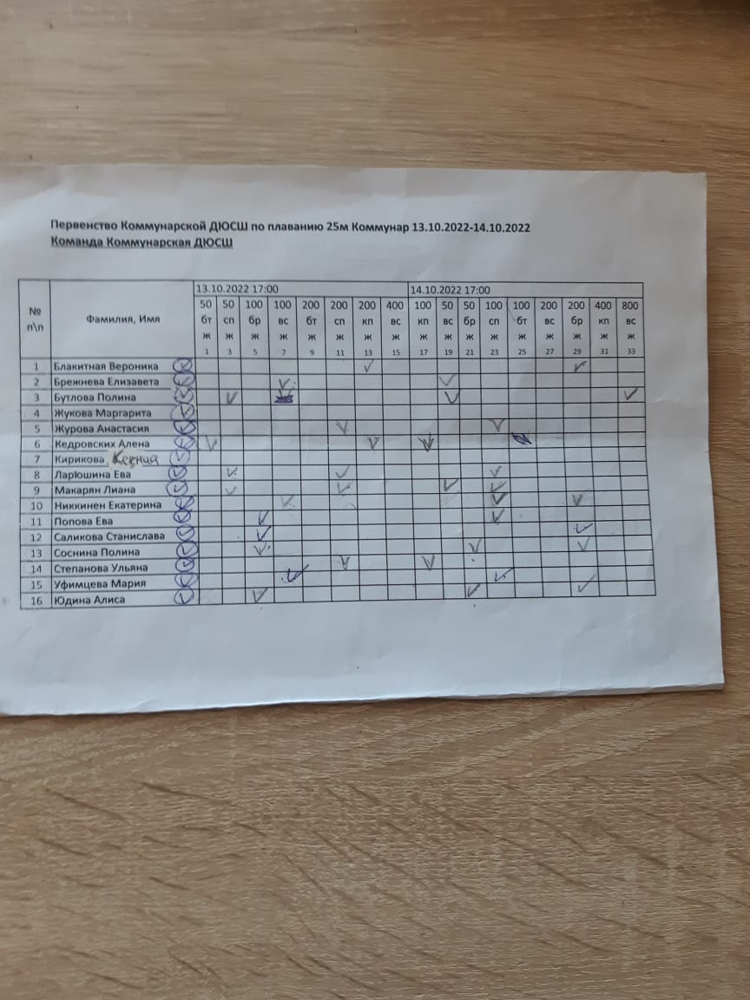 Первенство Коммунарской ДЮСШ по плаванию 25м Коммунар 13.10.2022-14.10.2022
Команда Коммунарская ДЮСШ
13.10.2022 17:00 14.10.2022 17:00
№ п\п Фамилия, Имя 50 бт ж 1 50 сп ж 3 100 бр ж 5 100 вс ж 7 200 бт ж 9 200 сп ж 11 200 кп ж 13 400 вс ж 15 100 кп ж 17 50 вс ж 19 50 бр ж 21 100 сп ж 23 100 бт ж 25 200 вс ж 27 200 бр ж 29 400 кп ж 31 800 вс ж 33
1 Блакитная Вероника
2 Брежнева Елизавета
3 Бутлова Полина
4 Жукова Маргарита
5 Журова Анастасия
6 Кедровских Алена
7 Кирикова Ксения
8 Ларюшина Ева
9 Макарян Лиана
10 Никкинен Екатерина
11 Попова Ева
12 Саликова Станислава
13 Соснина Полина
14 Степанова Ульяна
15 Уфимцева Мария
16 Юдина Алиса